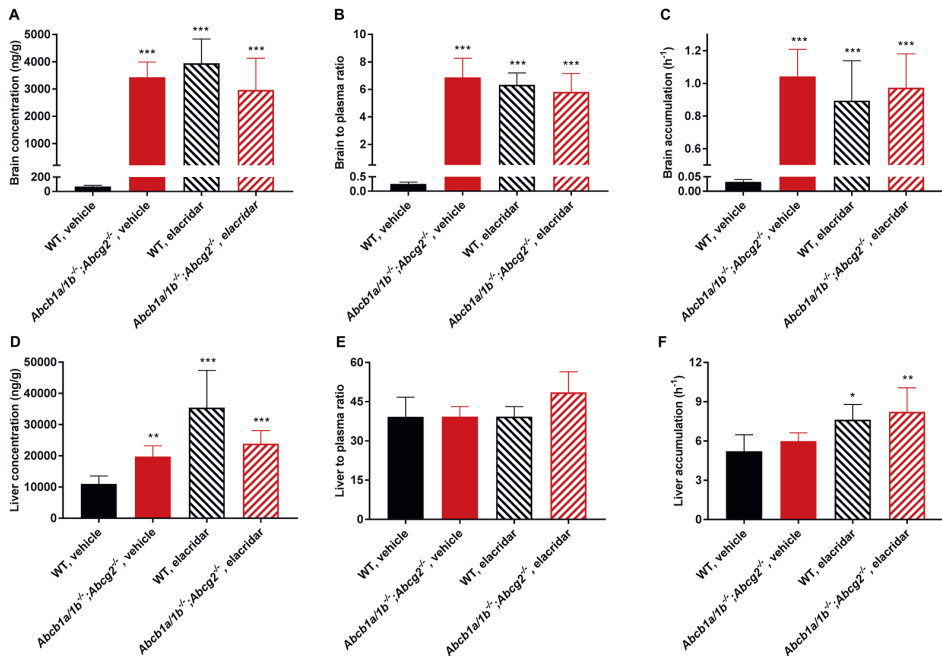 A
Brain concentration (ng/g)
5000
4000
3000
2000
1000
200
0
***
***
***
WT, vehicle
Abcb1a/1b-/-;Abcg2-/-, vehicle
WT, elacridar
Abcb1a/1b-/-;Abcg2-/-, elacridar
B
Brain to plasma ratio
10
8
6
4
2
0.5
0.0
***
***
***
WT, vehicle
Abcb1a/1b-/-;Abcg2-/-, vehicle
WT, elacridar
Abcb1a/1b-/-;Abcg2-/-, elacridar
C
Brain accumulation (h-1)
1.2
1.0
0.8
0.6
0.05
0.00
***
***
***
WT, vehicle
Abcb1a/1b-/-;Abcg2-/-, vehicle
WT, elacridar
Abcb1a/1b-/-;Abcg2-/-, elacridar
D
Liver concentration (ng/g)
50000
40000
30000
20000
10000
0
**
***
***
WT, vehicle
Abcb1a/1b-/-;Abcg2-/-, vehicle
WT, elacridar
Abcb1a/1b-/-;Abcg2-/-, elacridar
E
Liver to plasma ratio
60
45
30
15
0
WT, vehicle
Abcb1a/1b-/-;Abcg2-/-, vehicle
WT, elacridar
Abcb1a/1b-/-;Abcg2-/-, elacridar
F
Liver accumulation (h-1)
12
9
6
3
0
*
**
WT, vehicle
Abcb1a/1b-/-;Abcg2-/-, vehicle
WT, elacridar
Abcb1a/1b-/-;Abcg2-/-, elacridar